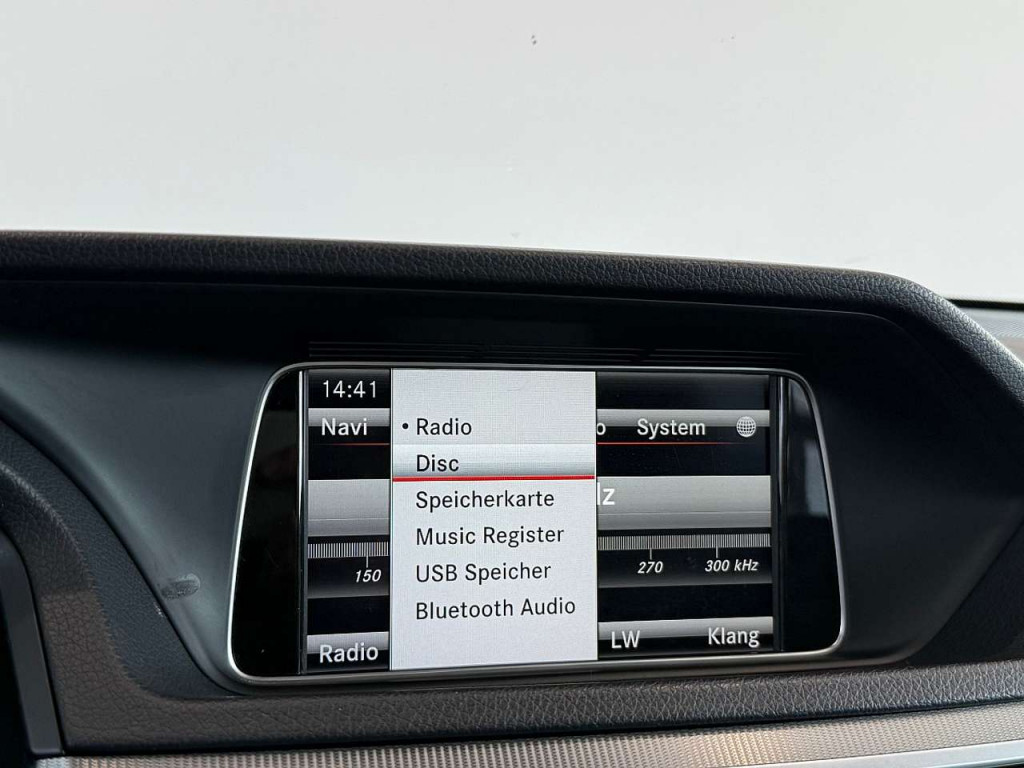 14:41
Navi
o System
• Radio
Disc
Speicherkarte
Music Register
USB Speicher
Bluetooth Audio
lz
150 270 300 kHz
Radio LW Klang